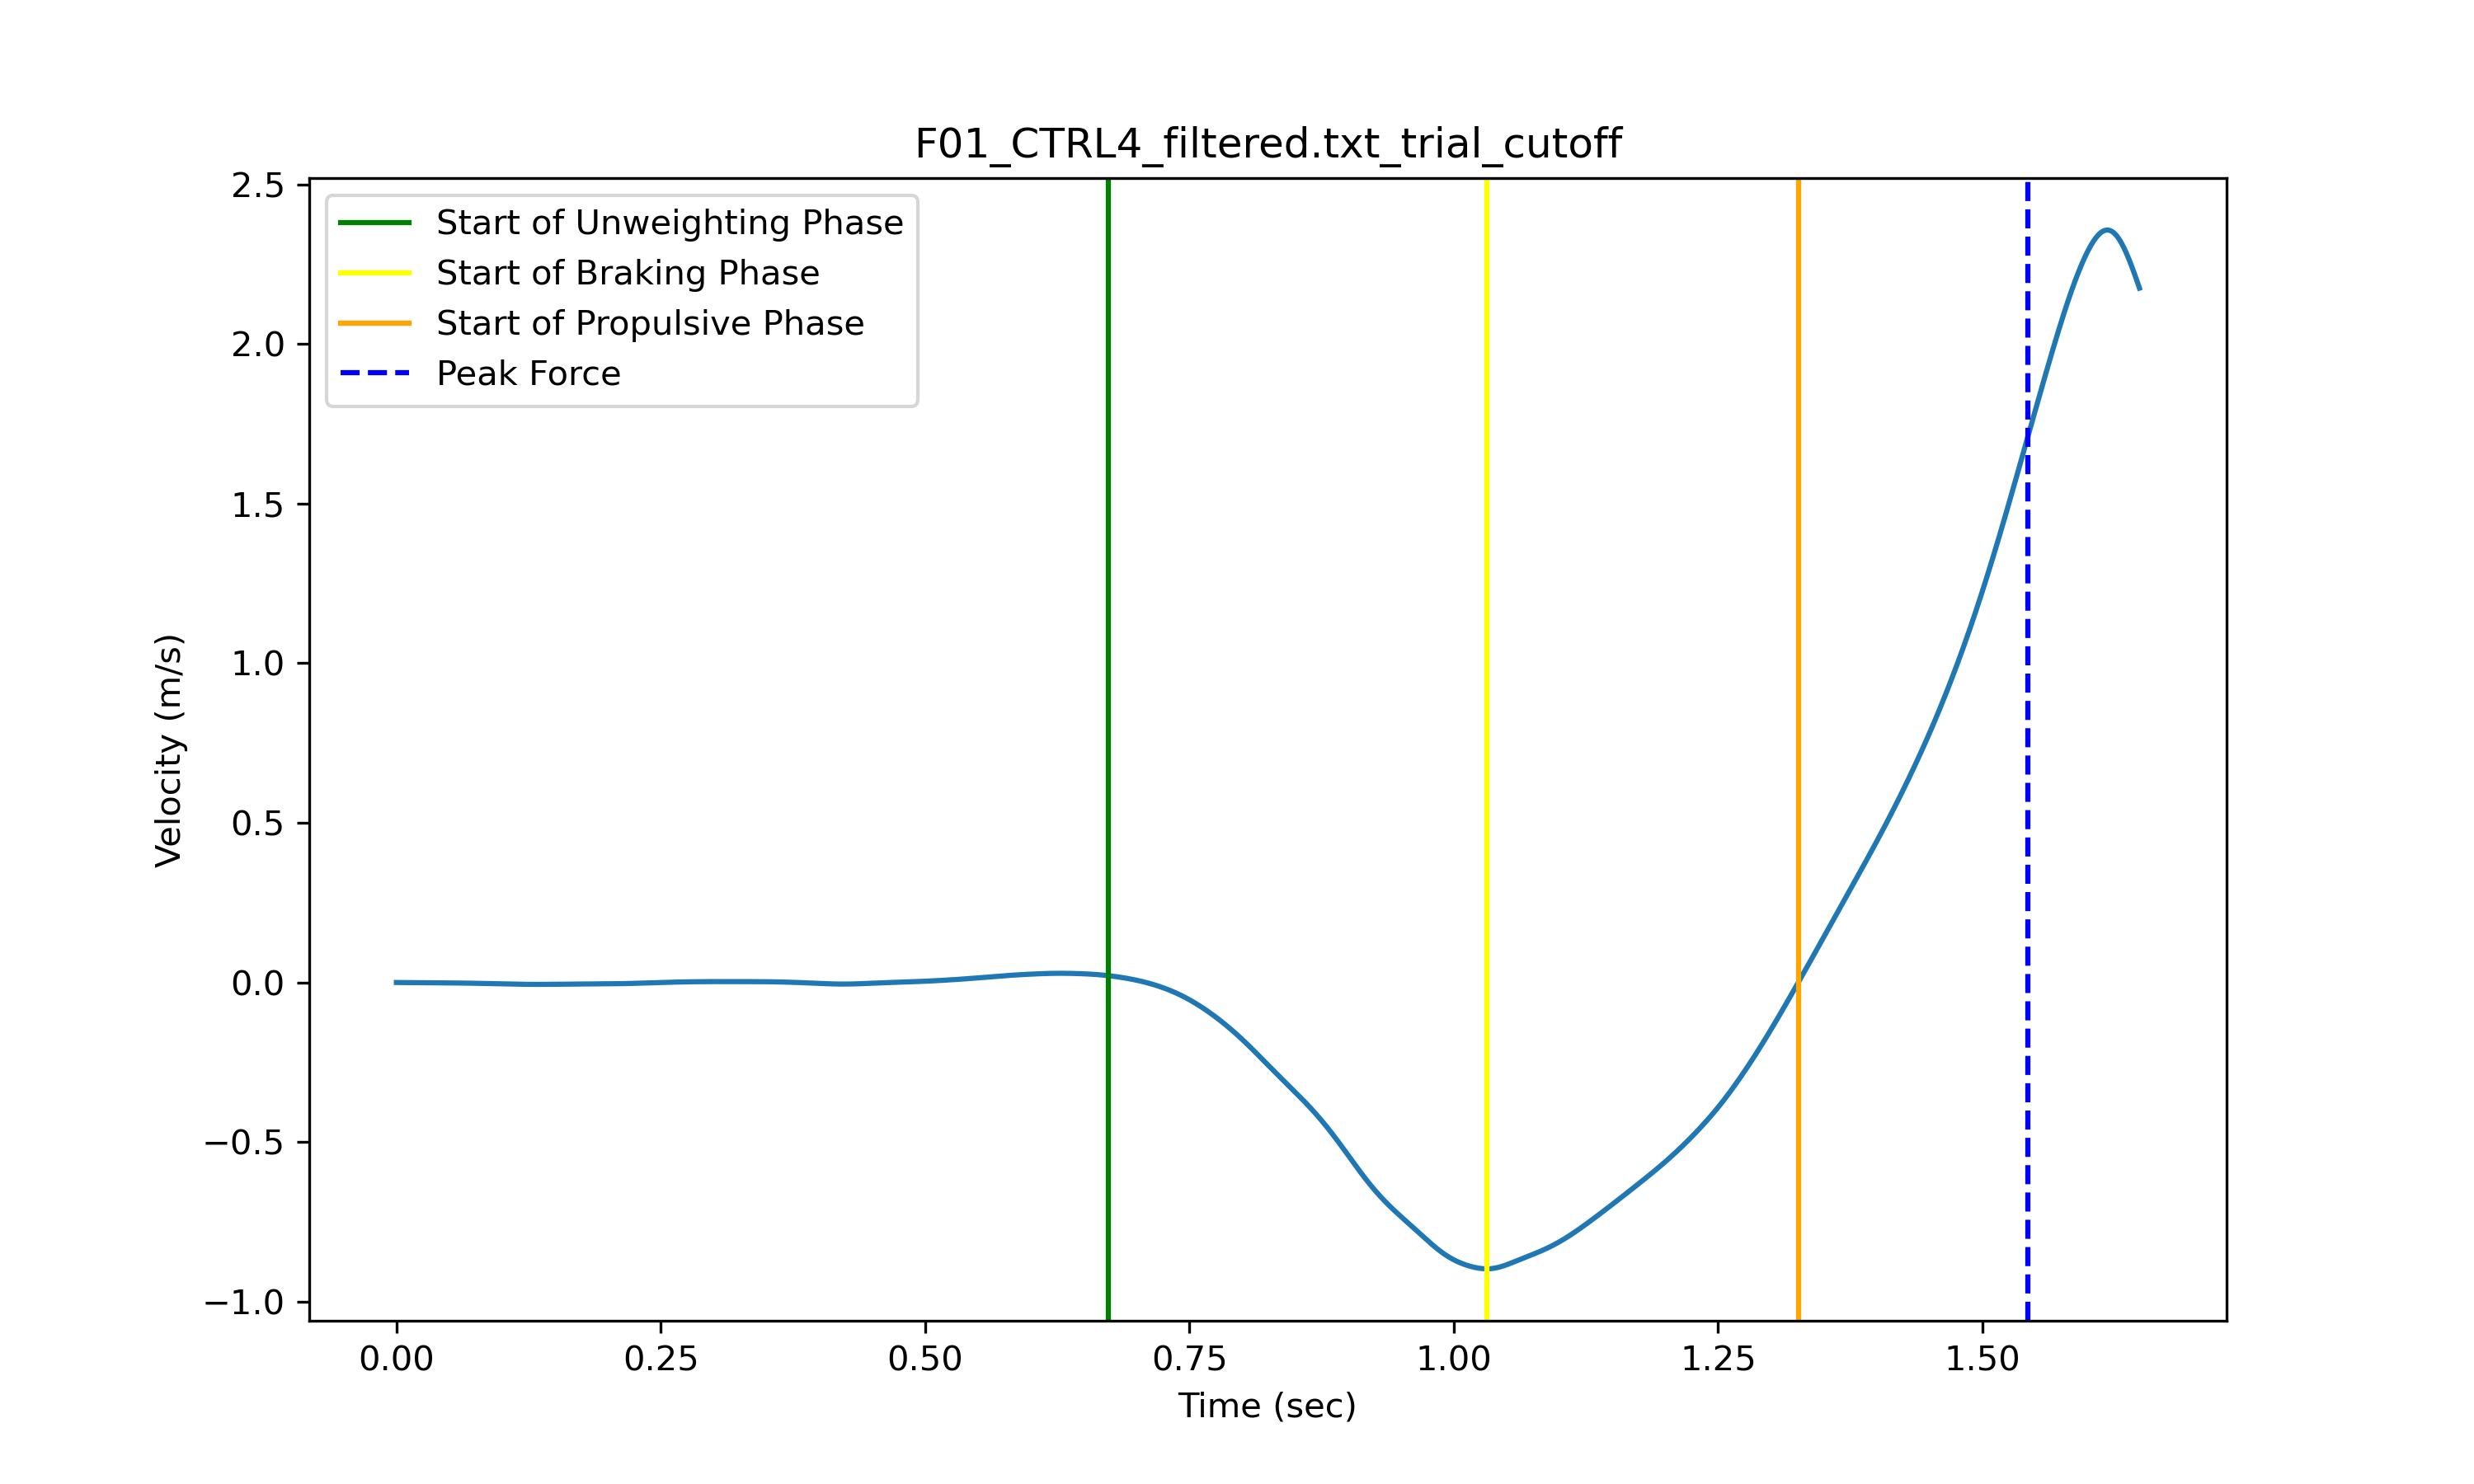 F01_CTRL4_filtered.txt_trial_cutoff
Start of Unweighting Phase
Start of Braking Phase
Start of Propulsive Phase
Peak Force
Velocity (m/s)
2.5
2.0
1.5
1.0
0.5
0.0
−0.5
−1.0
0.00 0.25 0.50 0.75 1.00 1.25 1.50
Time (sec)